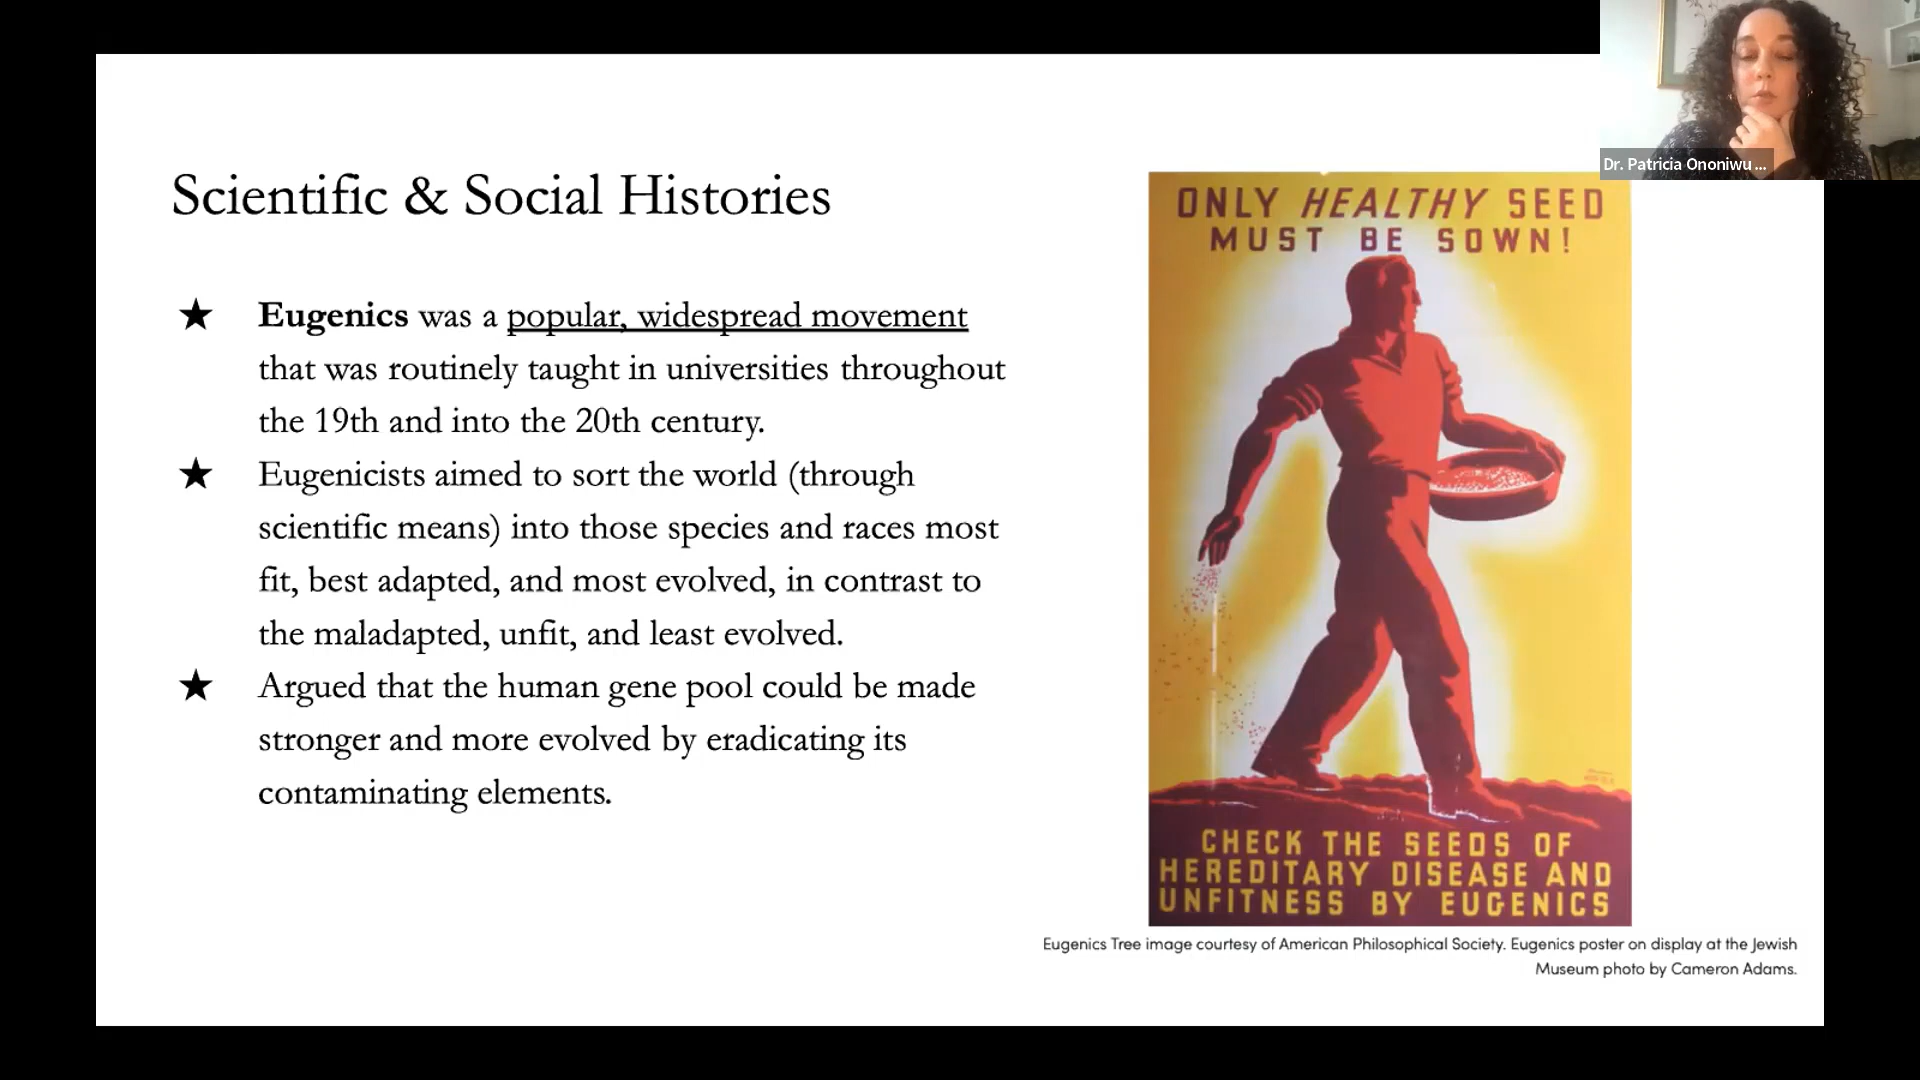 Dr. Patricia Ononiwu ...
Scientific & Social Histories
★ Eugenics was a popular, widespread movement
that was routinely taught in universities throughout
the 19th and into the 20th century.
★ Eugenicists aimed to sort the world (through
scientific means) into those species and races most
fit, best adapted, and most evolved, in contrast to
the maladapted, unfit, and least evolved.
★ Argued that the human gene pool could be made
stronger and more evolved by eradicating its
contaminating elements.
ONLY HEALTHY SEED
MUST BE SOWN!
CHECK THE SEEDS OF
HEREDITARY DISEASE AND
UNFITNESS BY EUGENICS
Eugenics Tree image courtesy of American Philosophical Society. Eugenics poster on display at the Jewish
Museum photo by Cameron Adams.